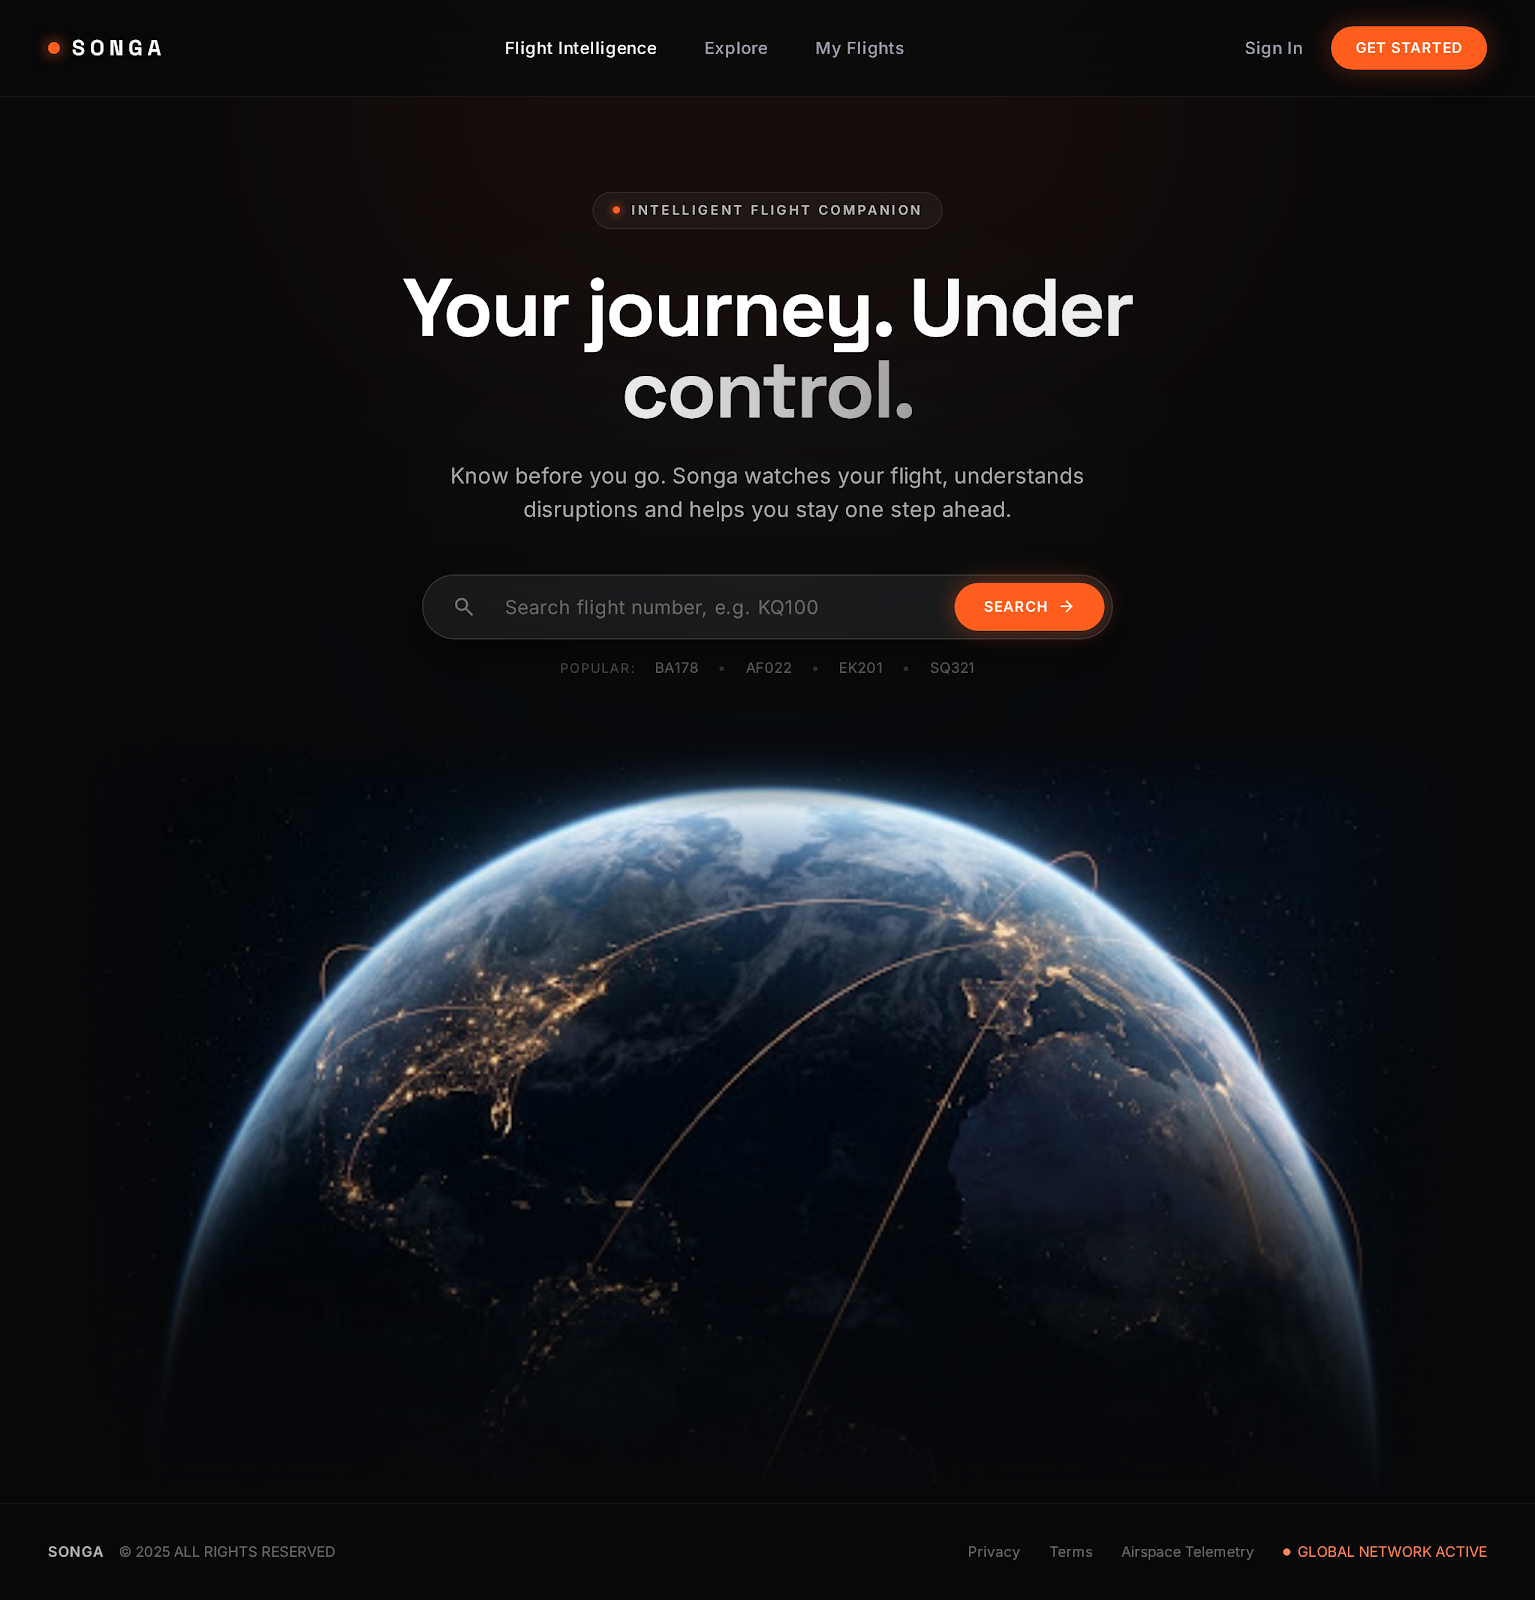 SONGA
Flight Intelligence
Explore
My Flights
Sign In
GET STARTED
INTELLIGENT FLIGHT COMPANION
Your journey. Under
control.
Know before you go. Songa watches your flight, understands
disruptions and helps you stay one step ahead.
Search flight number, e.g. KQ100
SEARCH →
POPULAR: BA178 • AF022 • EK201 • SQ321
SONGA © 2025 ALL RIGHTS RESERVED
Privacy
Terms
Airspace Telemetry
GLOBAL NETWORK ACTIVE